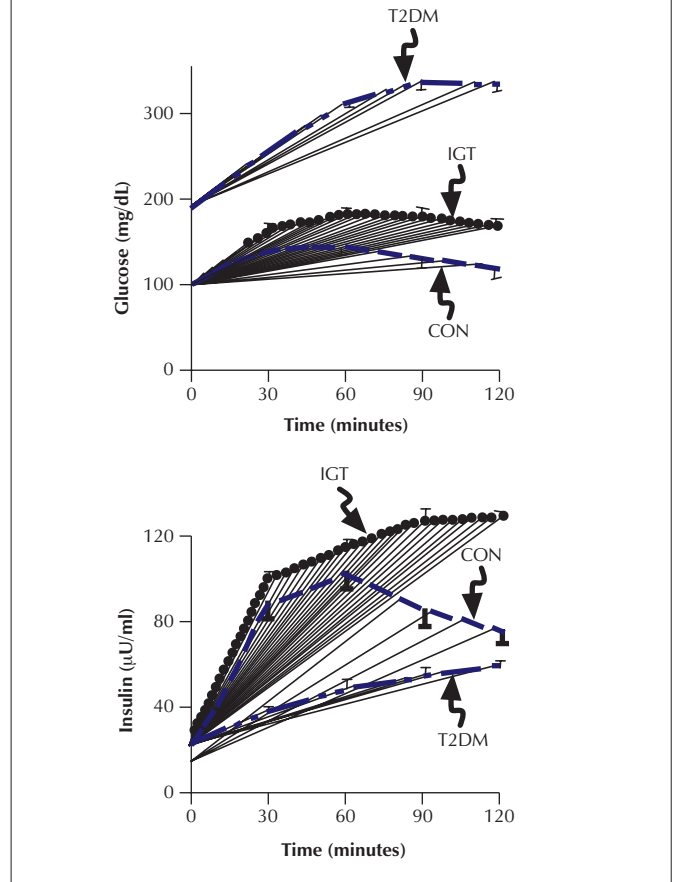 T2DM
300
IGT
200
Glucose (mg/dL)
100
CON
0
0 30 60 90 120
Time (minutes)
IGT
120
CON
80
Insulin (µU/ml)
40
T2DM
0
0 30 60 90 120
Time (minutes)